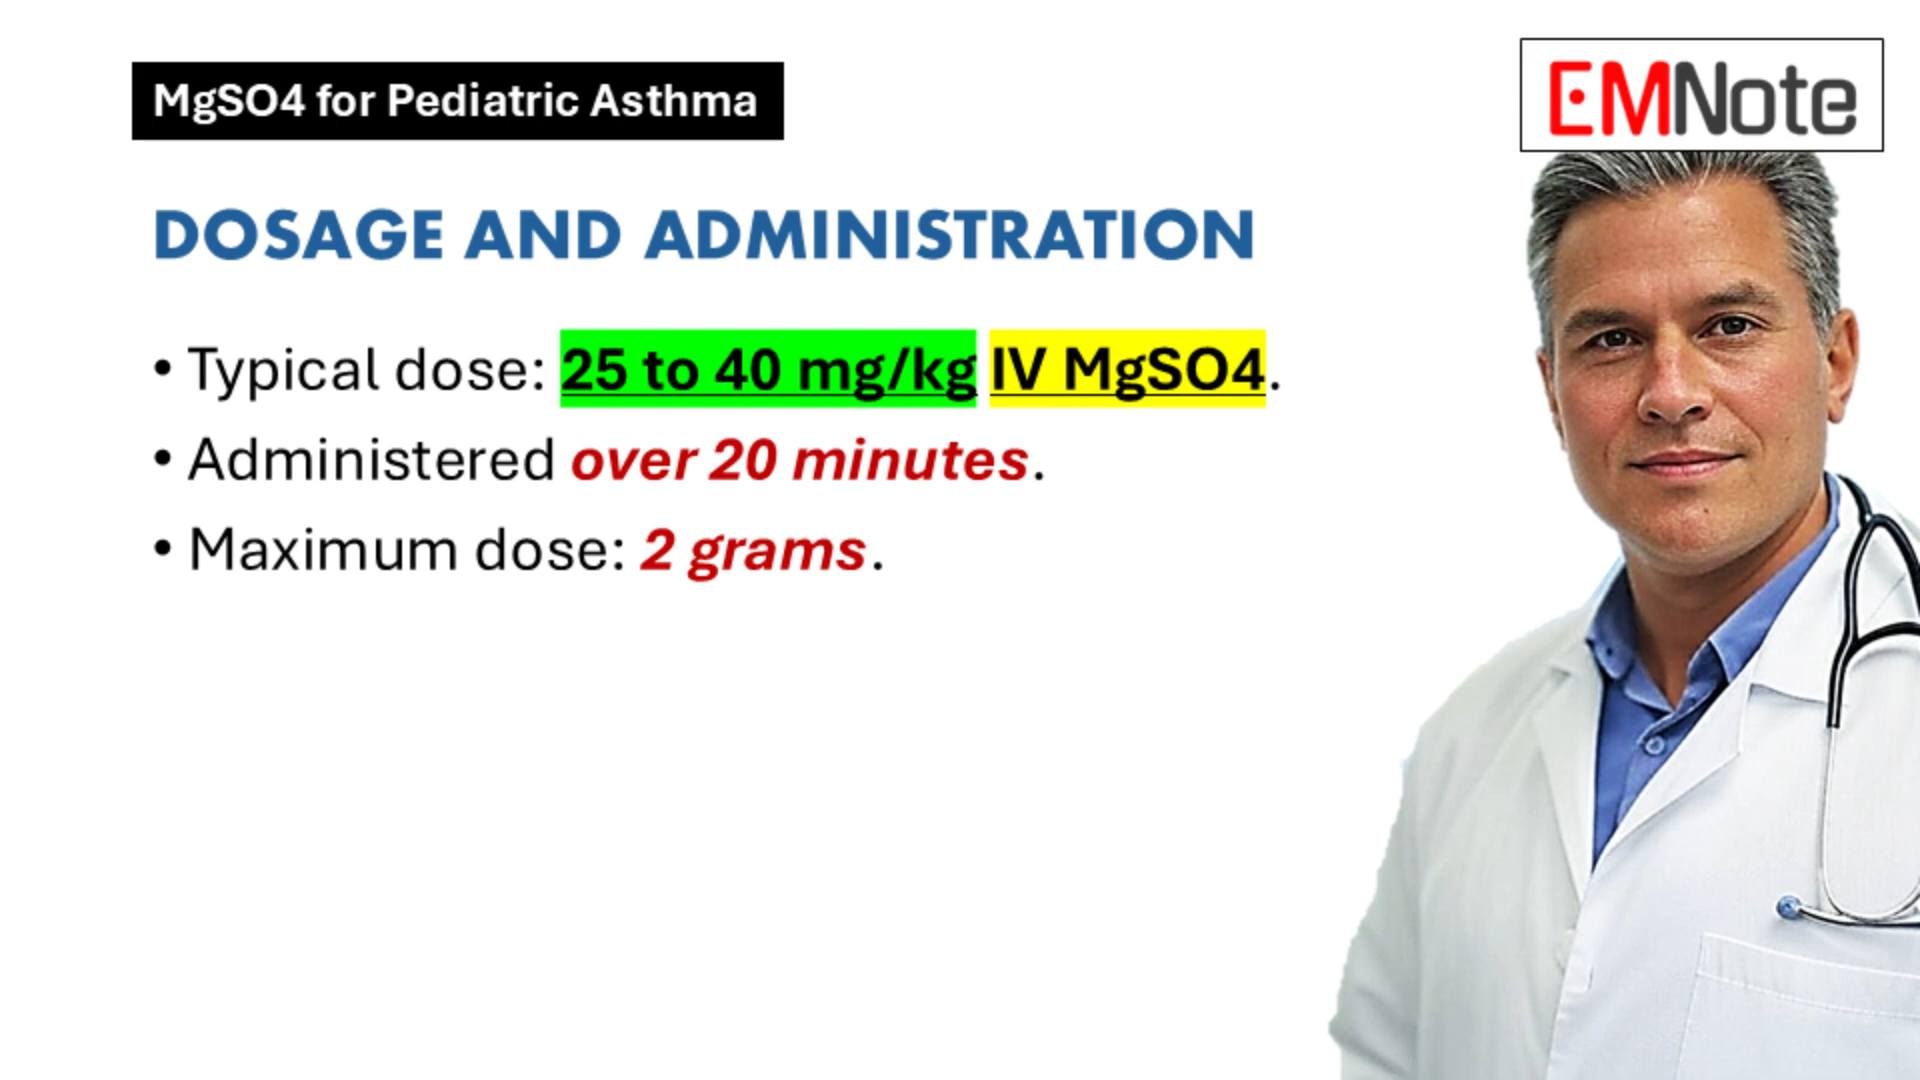 MgSO4 for Pediatric Asthma
EMNote
DOSAGE AND ADMINISTRATION
• Typical dose: 25 to 40 mg/kg IV MgSO4.
• Administered over 20 minutes.
• Maximum dose: 2 grams.